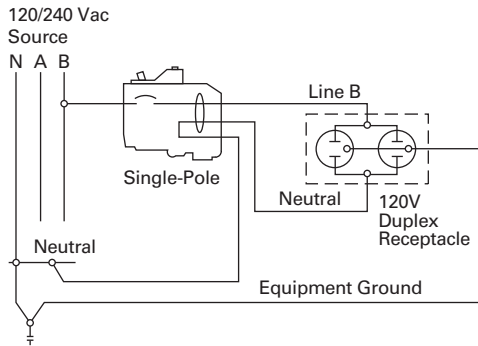 120/240 Vac
Source
N A B
Line B
Single-Pole
Neutral
120V
Duplex
Receptacle
Neutral
Equipment Ground